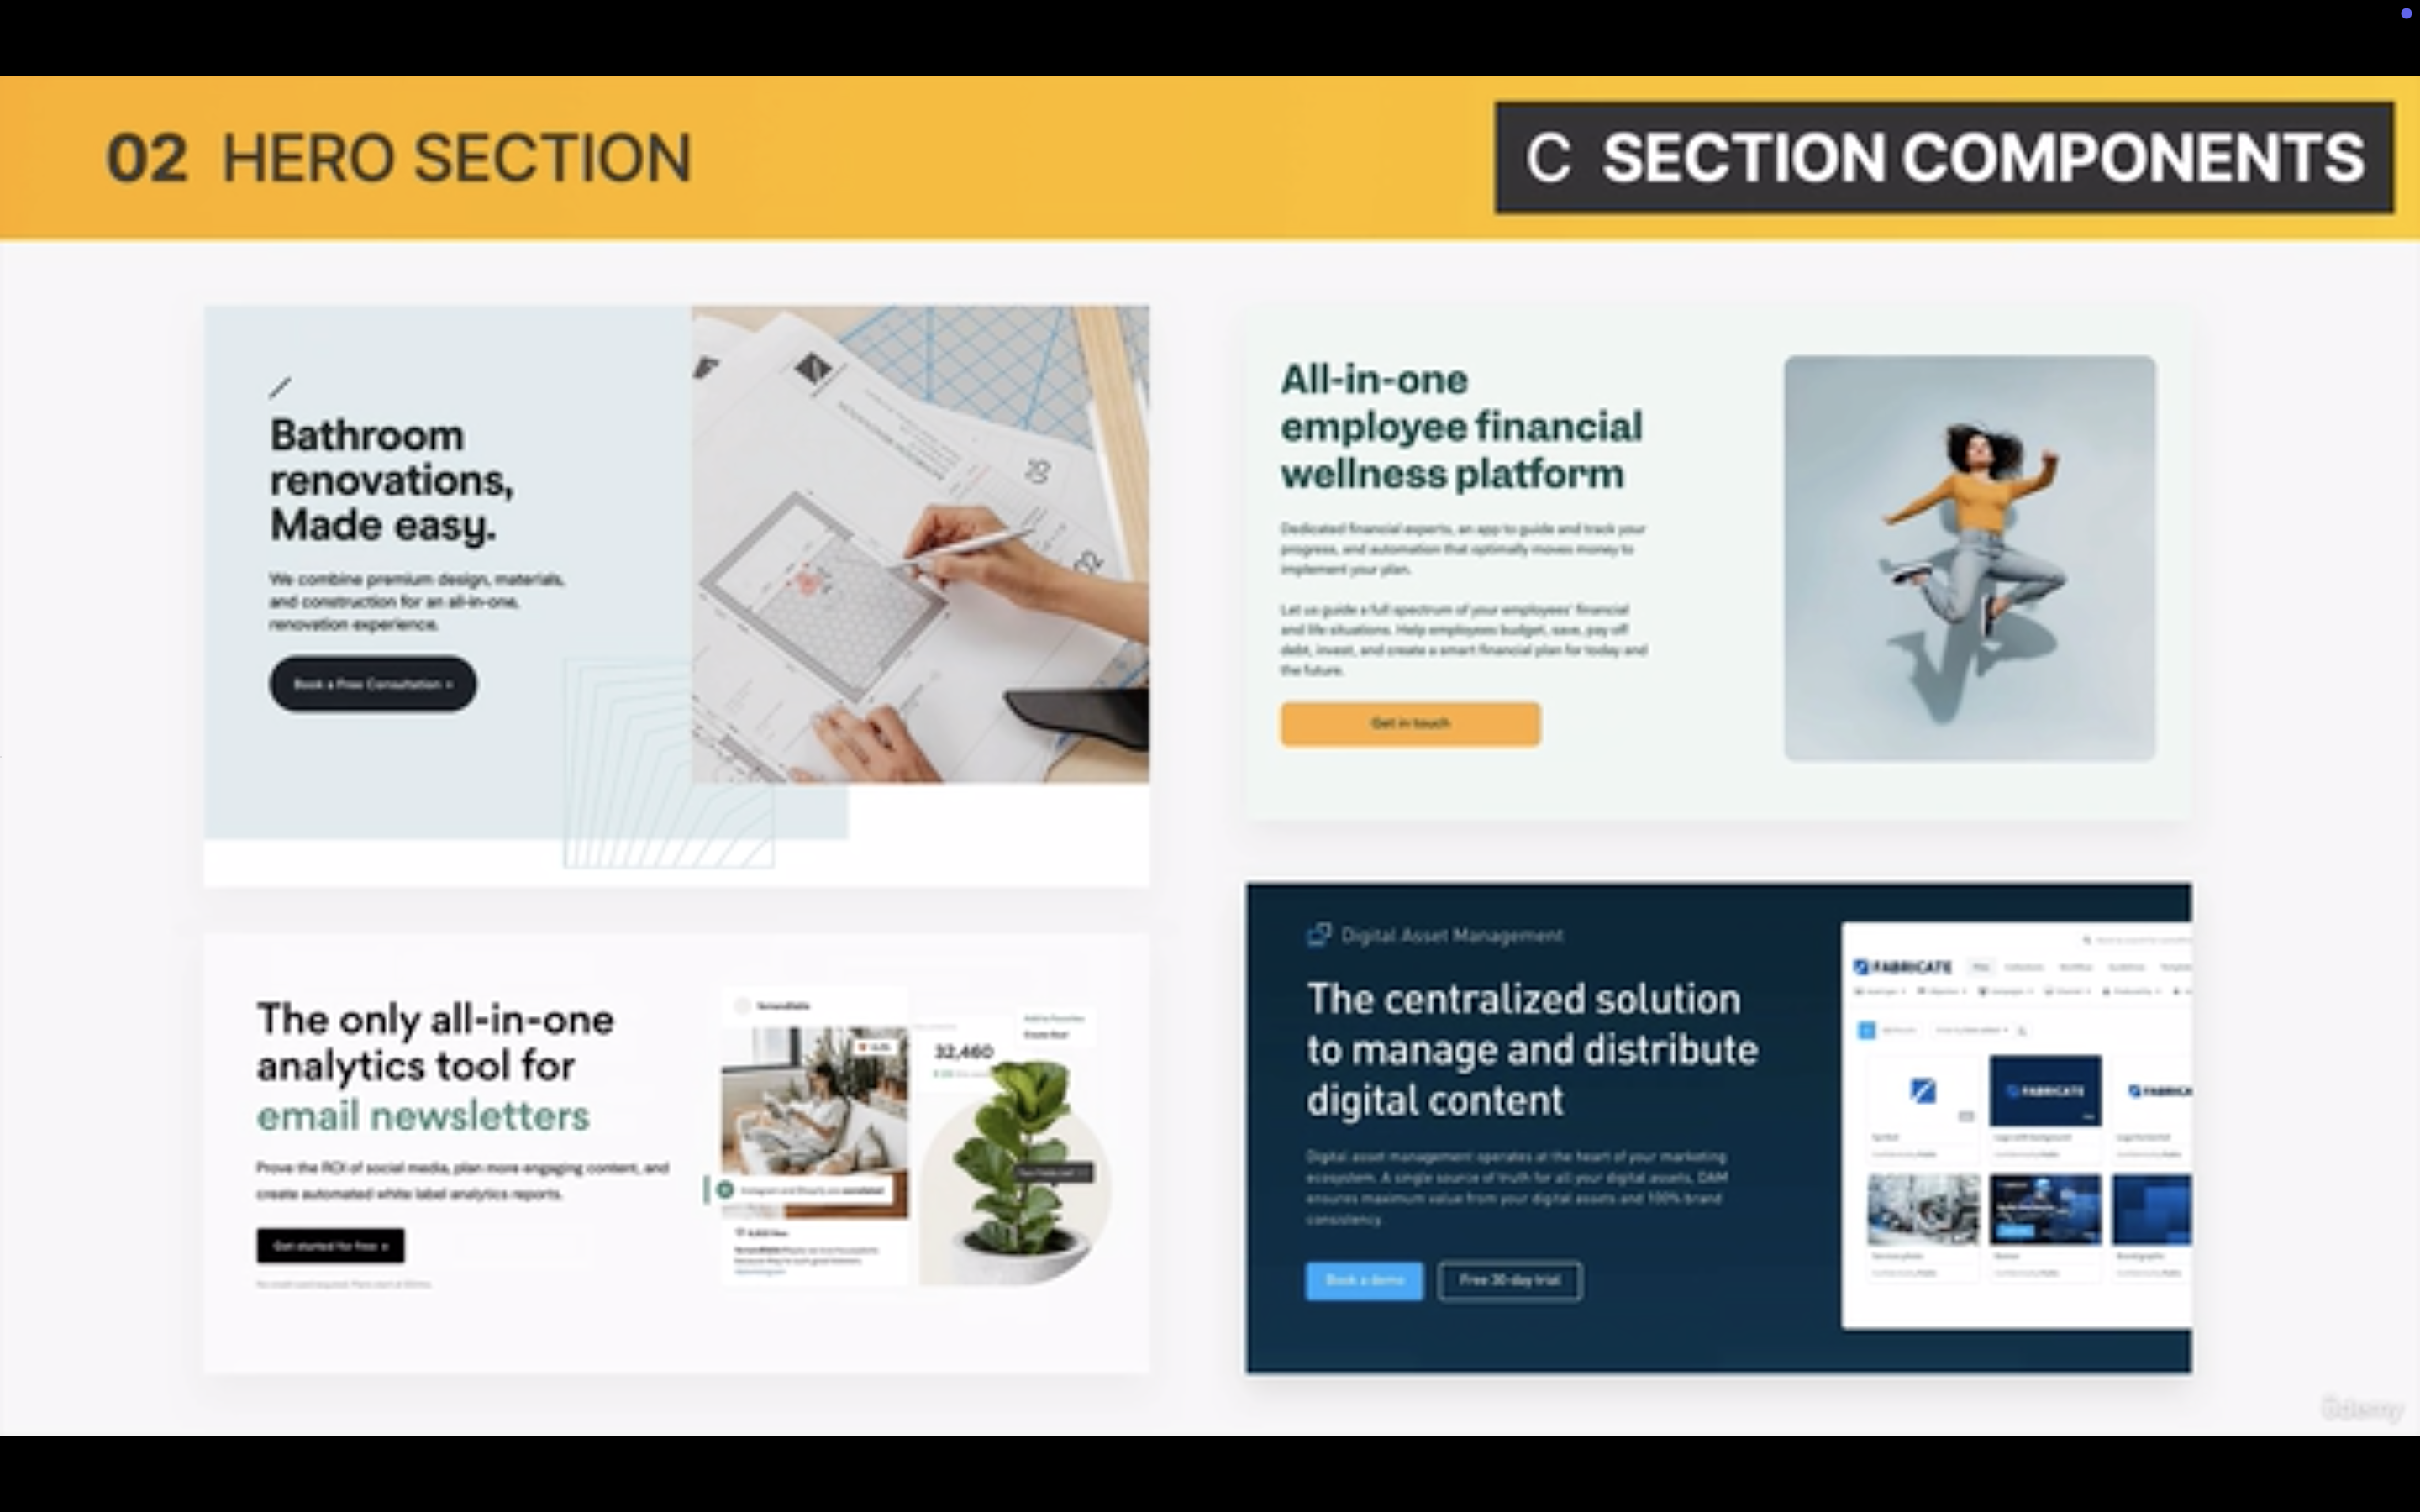 02 HERO SECTION
C SECTION COMPONENTS
Bathroom
renovations,
Made easy.
We combine premium design, materials,
and construction for an all-in-one,
renovation experience.
Book a Free Consultation
All-in-one
employee financial
wellness platform
Dedicated financial experts, an app to guide and track your
progress, and automation that optimally moves money to
implement your plan.
Let us guide a full spectrum of your employees' financial
and life situations. Help employees budget, save, pay off
debt, invest, and create a smart financial plan for today and
the future.
Get in touch
The only all-in-one
analytics tool for
email newsletters
Prove the ROI of social media, plan more engaging content, and
create automated white label analytics reports.
Get started for free
32,460
Digital Asset Management
The centralized solution
to manage and distribute
digital content
Digital asset management operates at the heart of your marketing
ecosystem. A single source of truth for all your digital assets, DAM
ensures maximum value from your digital assets and 100% brand
consistency.
Book a demo
Free 30-day trial
FABRICATE
FABRICATE
Udemy